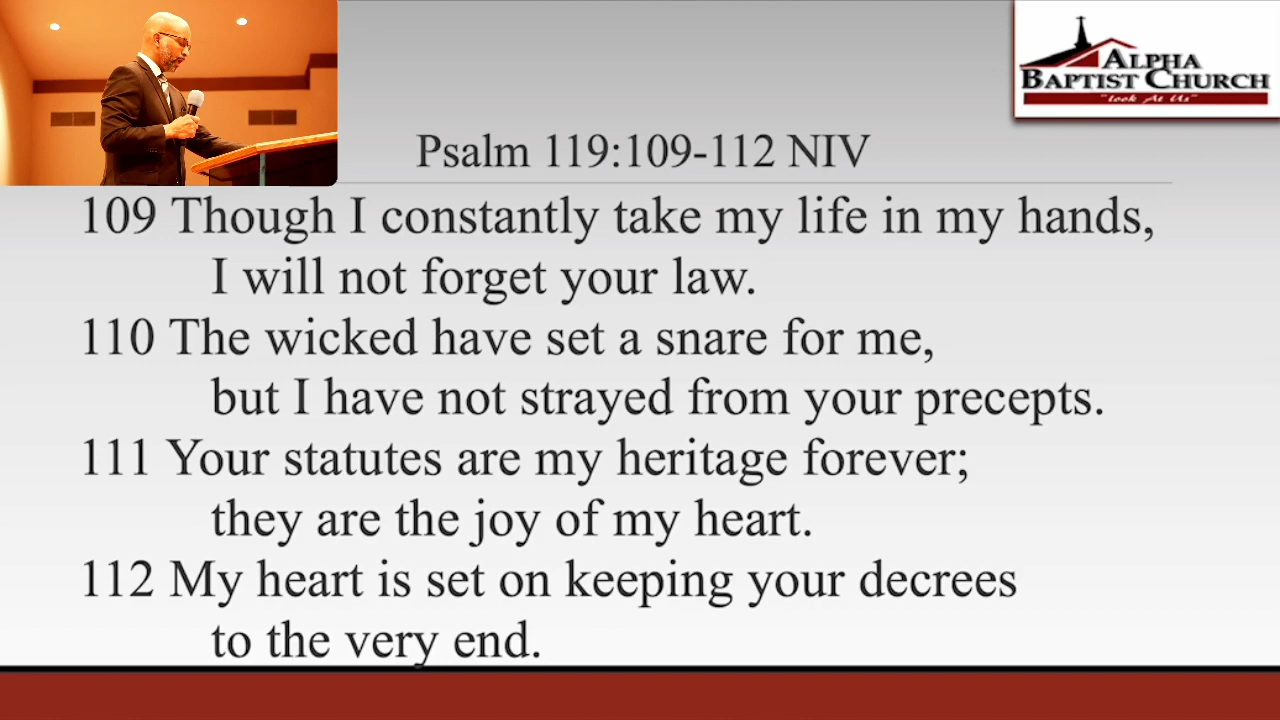 ALPHA
BAPTIST CHURCH
"look At Us"
Psalm 119:109-112 NIV
109 Though I constantly take my life in my hands,
I will not forget your law.
110 The wicked have set a snare for me,
but I have not strayed from your precepts.
111 Your statutes are my heritage forever;
they are the joy of my heart.
112 My heart is set on keeping your decrees
to the very end.